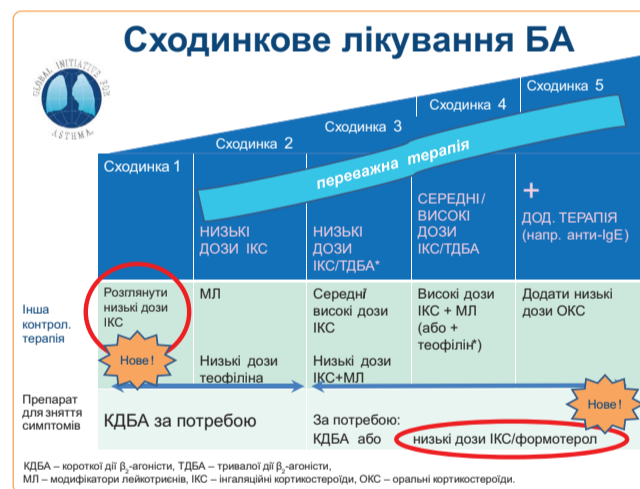 Сходинкове лікування БА
GLOBAL INITIATIVE FOR
ASTHMA
Сходинка 1
Сходинка 2
Сходинка 3
Сходинка 4
Сходинка 5
переважна терапія
НИЗЬКІ
ДОЗИ ІКС
НИЗЬКІ
ДОЗИ
ІКС/ТДБА*
СЕРЕДНІ/
ВИСОКІ
ДОЗИ
ІКС/ТДБА
+
ДОД. ТЕРАПІЯ
(напр. анти-IgE)
Інша
контрол.
терапія
Розглянути
низькі дози
ІКС
Нове!
МЛ
Низькі дози
теофіліна
Середні/
високі дози
ІКС
Низькі дози
ІКС+МЛ
Високі дози
ІКС + МЛ
(або +
теофілін*)
Додати низькі
дози ОКС
Нове!
Препарат
для зняття
симптомів
КДБА за потребою
За потребою:
КДБА або низькі дози ІКС/формотерол
КДБА – короткої дії β2-агоністи, ТДБА – тривалої дії β2-агоністи,
МЛ – модифікатори лейкотриєнів, ІКС – інгаляційні кортикостероїди, ОКС – оральні кортикостероїди.